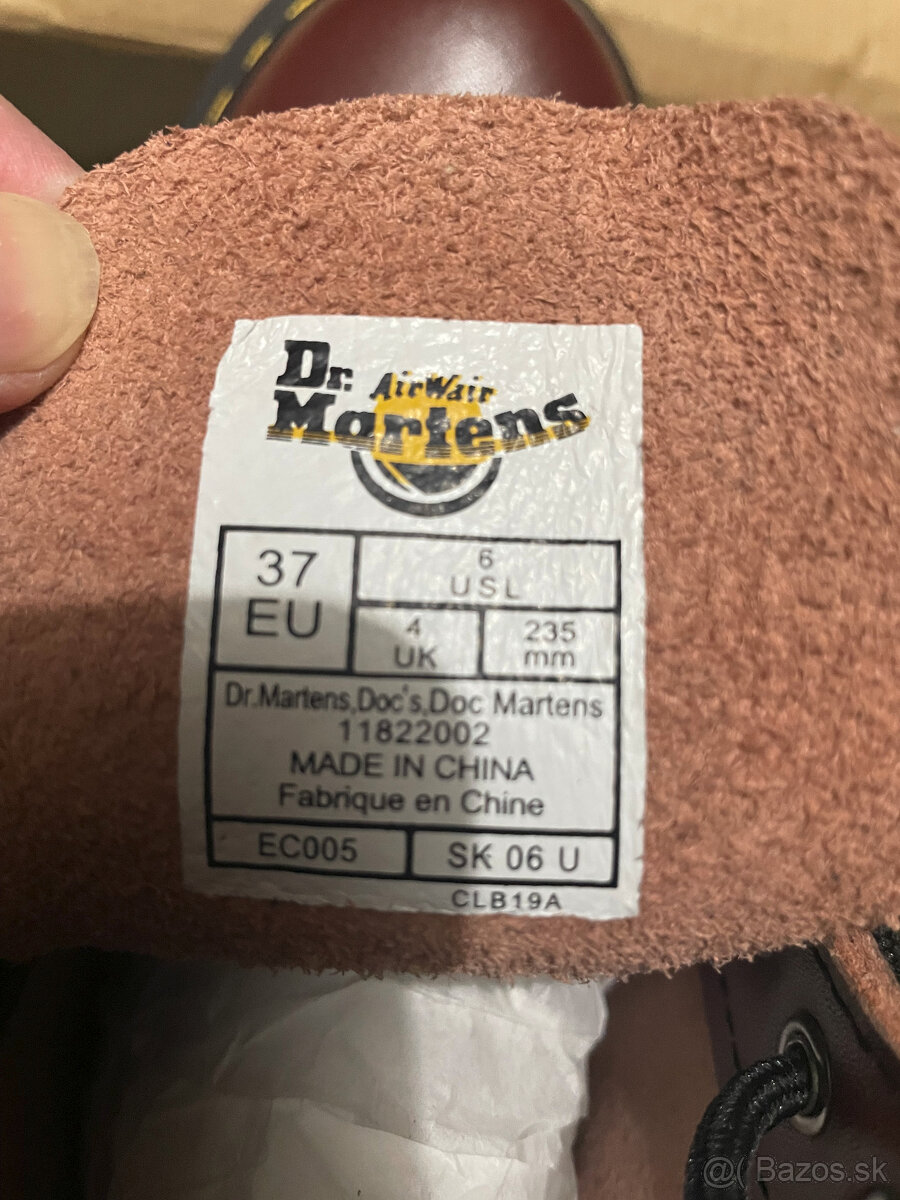 Dr.
AirWair
Martens
37
EU
6
USL
4
UK
235
mm
Dr.Martens,Doc's,Doc Martens
11822002
MADE IN CHINA
Fabrique en Chine
EC005
SK 06 U
CLB19A
@( Bazos.sk